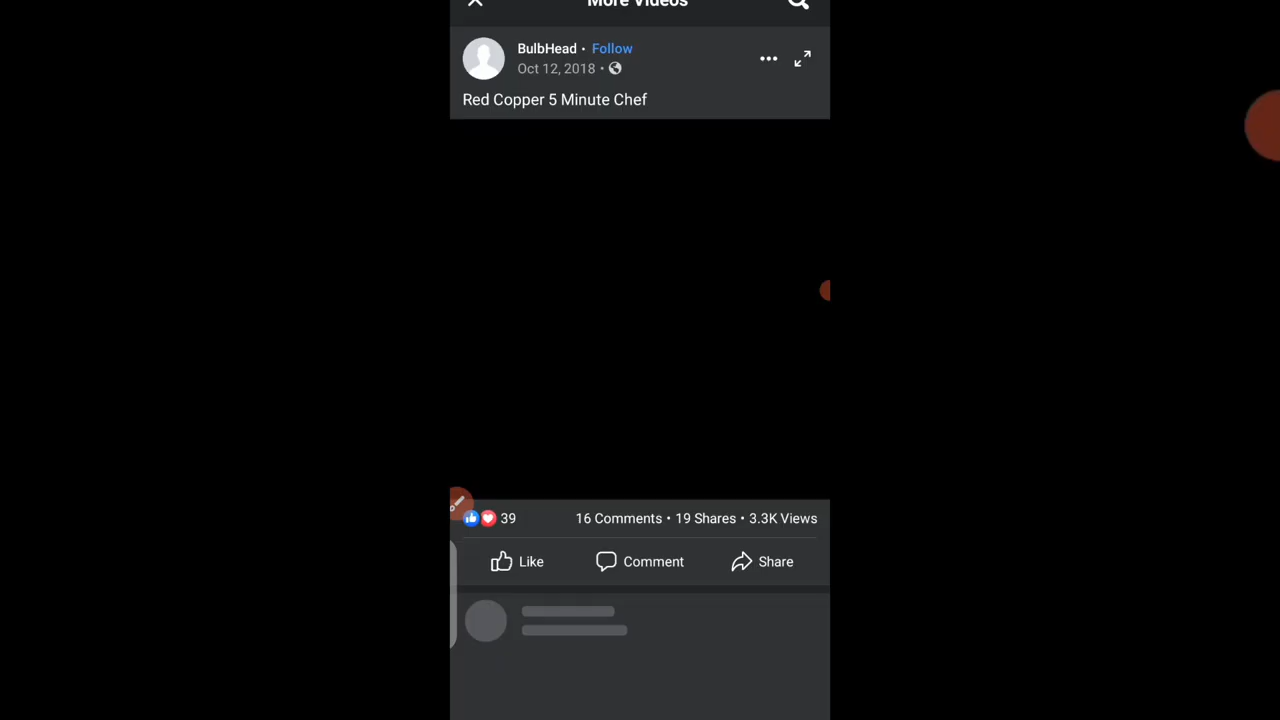 More Videos
BulbHead • Follow
Oct 12, 2018 •
Red Copper 5 Minute Chef
39 16 Comments • 19 Shares • 3.3K Views
Like Comment Share